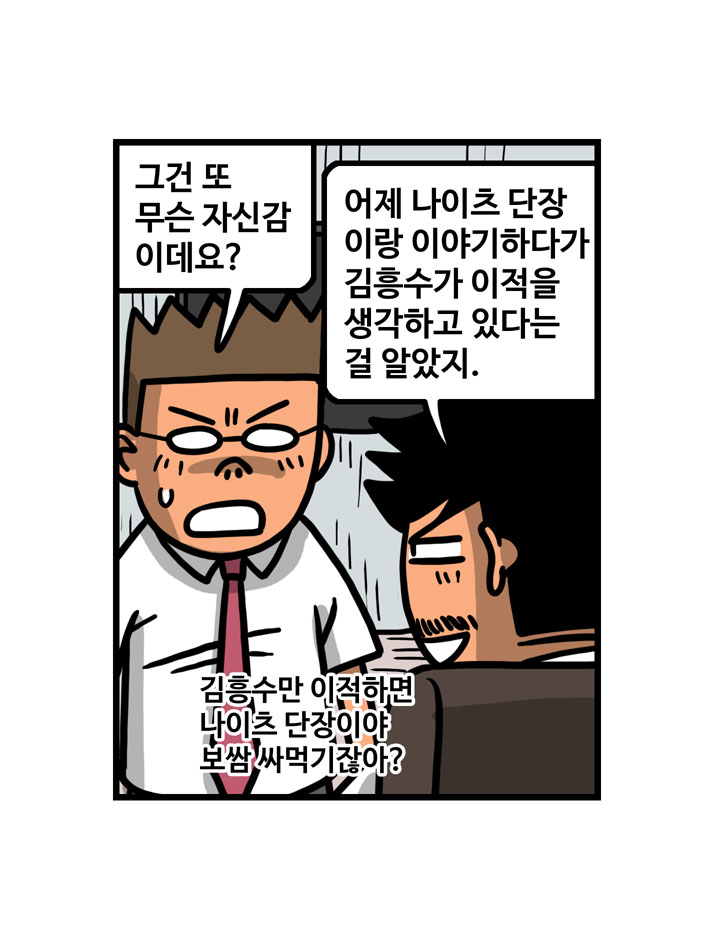 그건 또
무슨 자신감
이데요?
어제 나이츠 단장
이랑 이야기하다가
김흥수가 이적을
생각하고 있다는
걸 알았지.
김흥수만 이적하면
나이츠 단장이야
보쌈 싸먹기잖아?